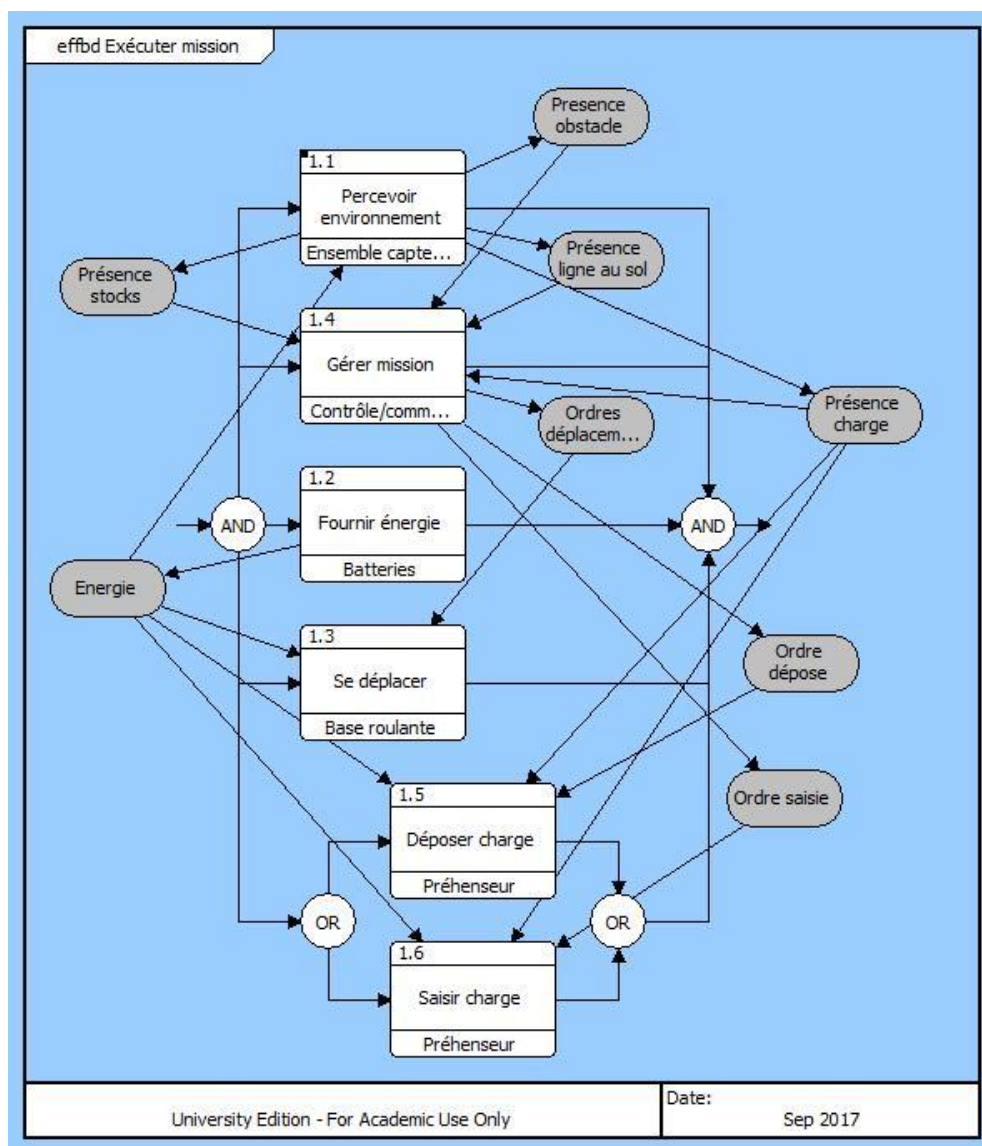 effbd Exécuter mission
Presence
obstacle
1.1
Percevoir
environnement
Ensemble capte...
Présence
ligne au sol
Présence
stocks
1.4
Gérer mission
Contrôle/comm...
Ordres
déplacem...
Présence
charge
1.2
AND
Fournir énergie
AND
Batteries
Energie
1.3
Se déplacer
Base roulante
Ordre
dépose
1.5
Déposer charge
Préhenseur
Ordre saisie
OR
OR
1.6
Saisir charge
Préhenseur
University Edition - For Academic Use Only
Date:
Sep 2017